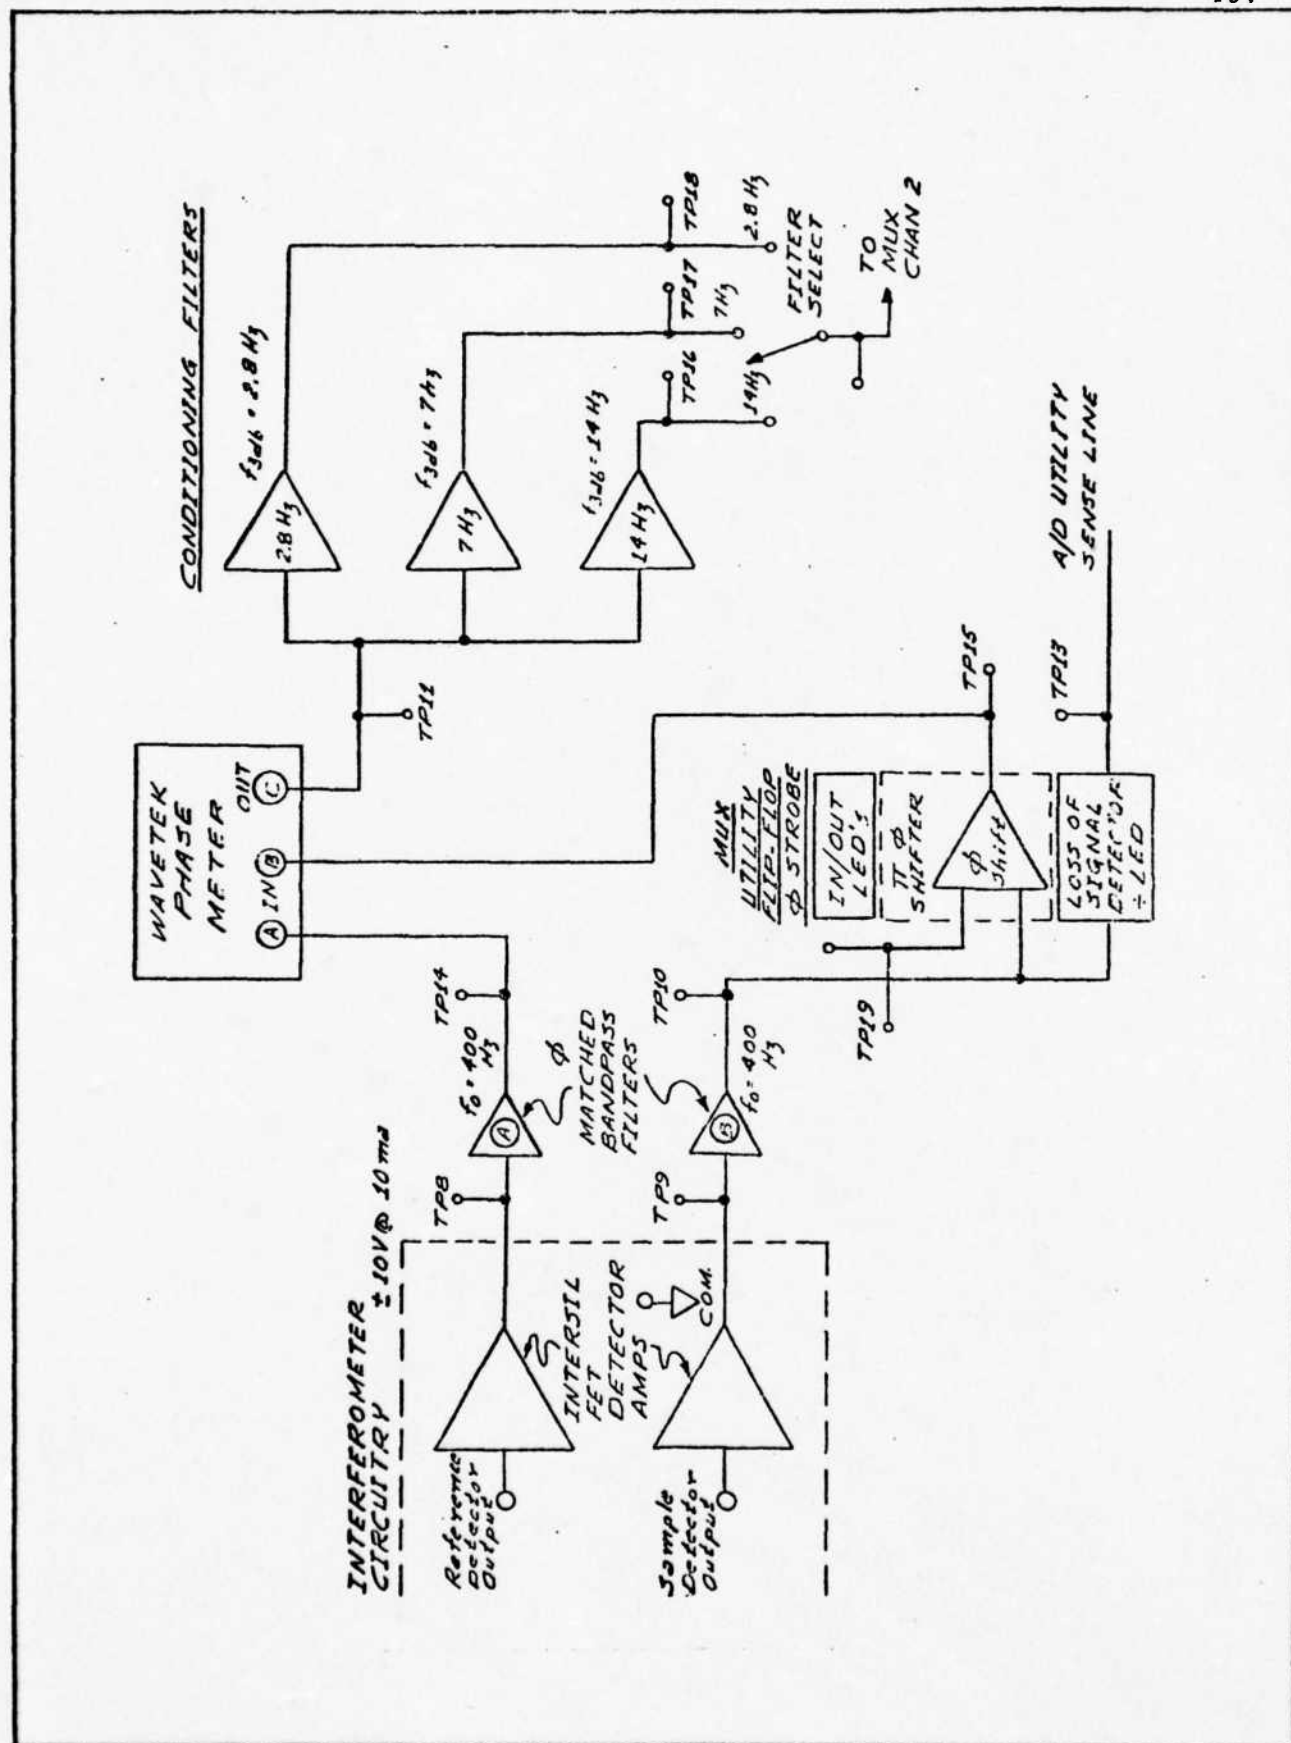 INTERFEROMETER
CIRCUITRY
± 10V @ 10 ma
Reference
Detector
Output
Sample
Detector
Output
INTERSIL
FET
DETECTOR
AMPS
COM.
TP8
TP9
A
B
f0 = 400
Hz
f0 = 400
Hz
φ
MATCHED
BANDPASS
FILTERS
TP14
TP10
TP19
WAVETEK
PHASE
METER
A IN B OUT C
TP11
MUX
UTILITY
FLIP-FLOP
φ STROBE
IN/OUT
LED's
π φ
SHIFTER
φ
Shift
LOSS OF
SIGNAL
DETECTOR
÷ LED
TP15
TP13
A/D UTILITY
SENSE LINE
CONDITIONING FILTERS
f3db = 2.8 Hz
2.8 Hz
f3db = 7 Hz
7 Hz
f3db = 14 Hz
14 Hz
TP16
TP17
TP18
14Hz
7Hz
2.8 Hz
FILTER
SELECT
TO
MUX
CHAN 2